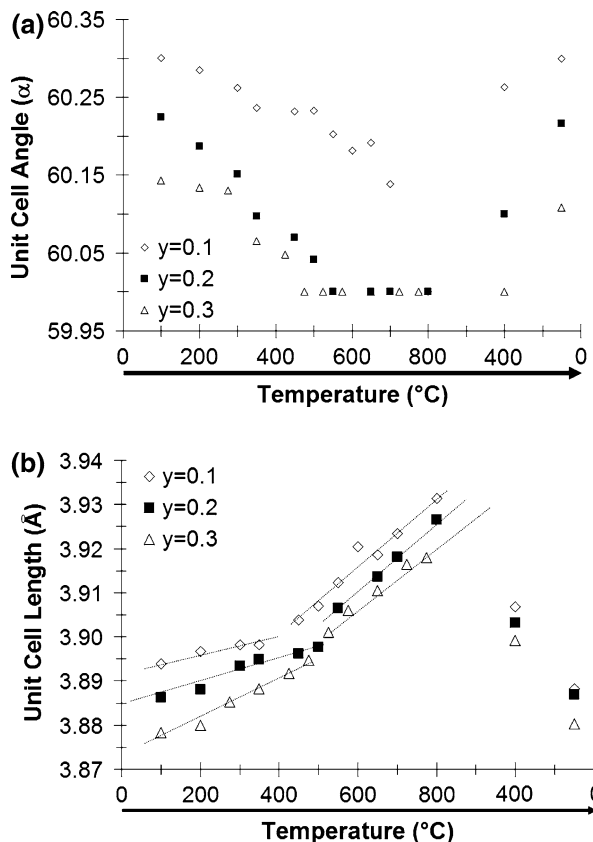 (a)
60.35
60.25
60.15
60.05
59.95
Unit Cell Angle (α)
y=0.1
y=0.2
y=0.3
0 200 400 600 800 400 0
Temperature (°C)
(b)
3.94
3.93
3.92
3.91
3.90
3.89
3.88
3.87
Unit Cell Length (Å)
y=0.1
y=0.2
y=0.3
0 200 400 600 800 400 0
Temperature (°C)